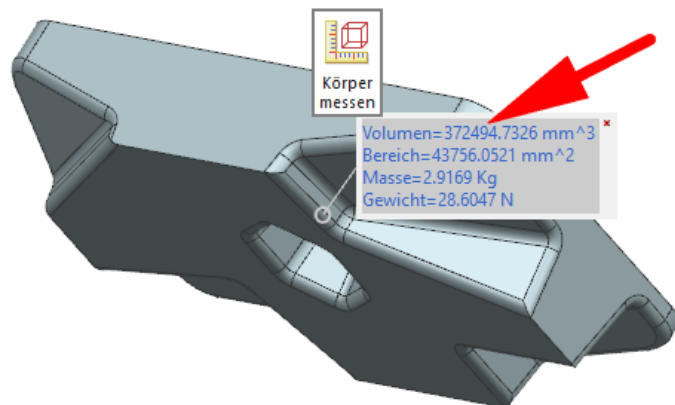 Körper
messen
Volumen=372494.7326 mm^3
Bereich=43756.0521 mm^2
Masse=2.9169 Kg
Gewicht=28.6047 N